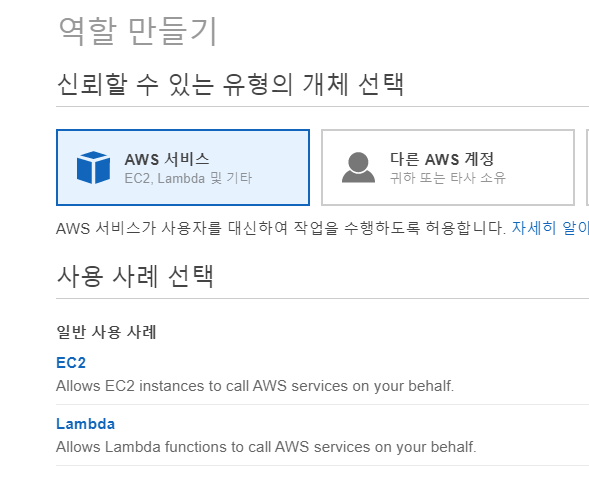 역할 만들기
신뢰할 수 있는 유형의 개체 선택
AWS 서비스
EC2, Lambda 및 기타
다른 AWS 계정
귀하 또는 타사 소유
AWS 서비스가 사용자를 대신하여 작업을 수행하도록 허용합니다. 자세히
사용 사례 선택
일반 사용 사례
EC2
Allows EC2 instances to call AWS services on your behalf.
Lambda
Allows Lambda functions to call AWS services on your behalf.